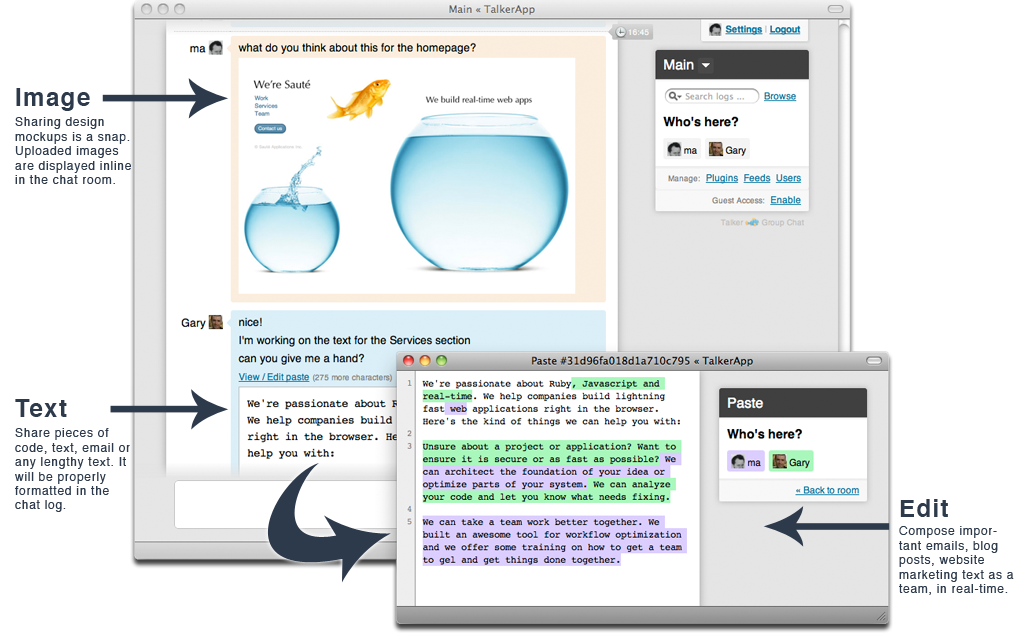 Main « TalkerApp
16:45
Settings | Logout
ma
what do you think about this for the homepage?
We're Sauté
Work
Services
Team
Contact us
We build real-time web apps
Main
Search logs ...
Browse
Who's here?
ma
Gary
Manage: Plugins Feeds Users
Guest Access: Enable
Talker Group Chat
Image
Sharing design
mockups is a snap.
Uploaded images
are displayed inline
in the chat room.
Gary
nice!
I'm working on the text for the Services section
can you give me a hand?
View / Edit paste (275 more characters)
We're passionate about R
We help companies build
right in the browser. He
help you with:
Text
Share pieces of
code, text, email or
any lengthy text. It
will be properly
formatted in the
chat log.
Paste #31d96fa018d1a710c795 « TalkerApp
1 We're passionate about Ruby, Javascript and
real-time. We help companies build lightning
fast web applications right in the browser.
Here's the kind of things we can help you with:
2
3 Unsure about a project or application? Want to
ensure it is secure or as fast as possible? We
can architect the foundation of your idea or
optimize parts of your system. We can analyze
your code and let you know what needs fixing.
4
5 We can take a team work better together. We
built an awesome tool for workflow optimization
and we offer some training on how to get a team
to gel and get things done together.
Paste
Who's here?
ma
Gary
« Back to room
Edit
Compose impor-
tant emails, blog
posts, website
marketing text as a
team, in real-time.